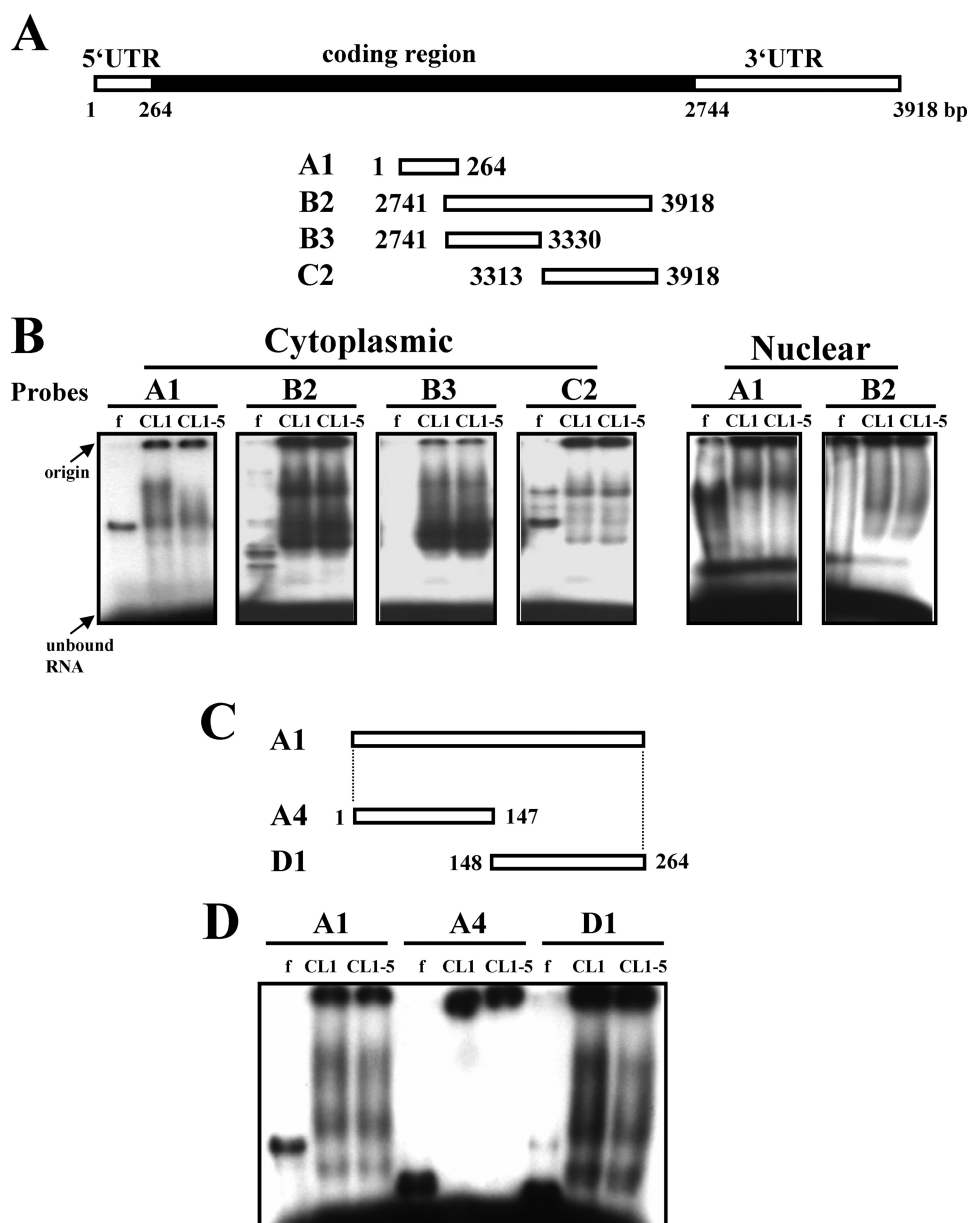 A
5‘UTR coding region 3‘UTR
1 264 2744 3918 bp
A1 1 264
B2 2741 3918
B3 2741 3330
C2 3313 3918
B
Cytoplasmic Nuclear
Probes A1 B2 B3 C2 A1 B2
f CL1 CL1-5 f CL1 CL1-5 f CL1 CL1-5 f CL1 CL1-5 f CL1 CL1-5 f CL1 CL1-5
origin
unbound
RNA
C
A1
A4 1 147
D1 148 264
D
A1 A4 D1
f CL1 CL1-5 f CL1 CL1-5 f CL1 CL1-5